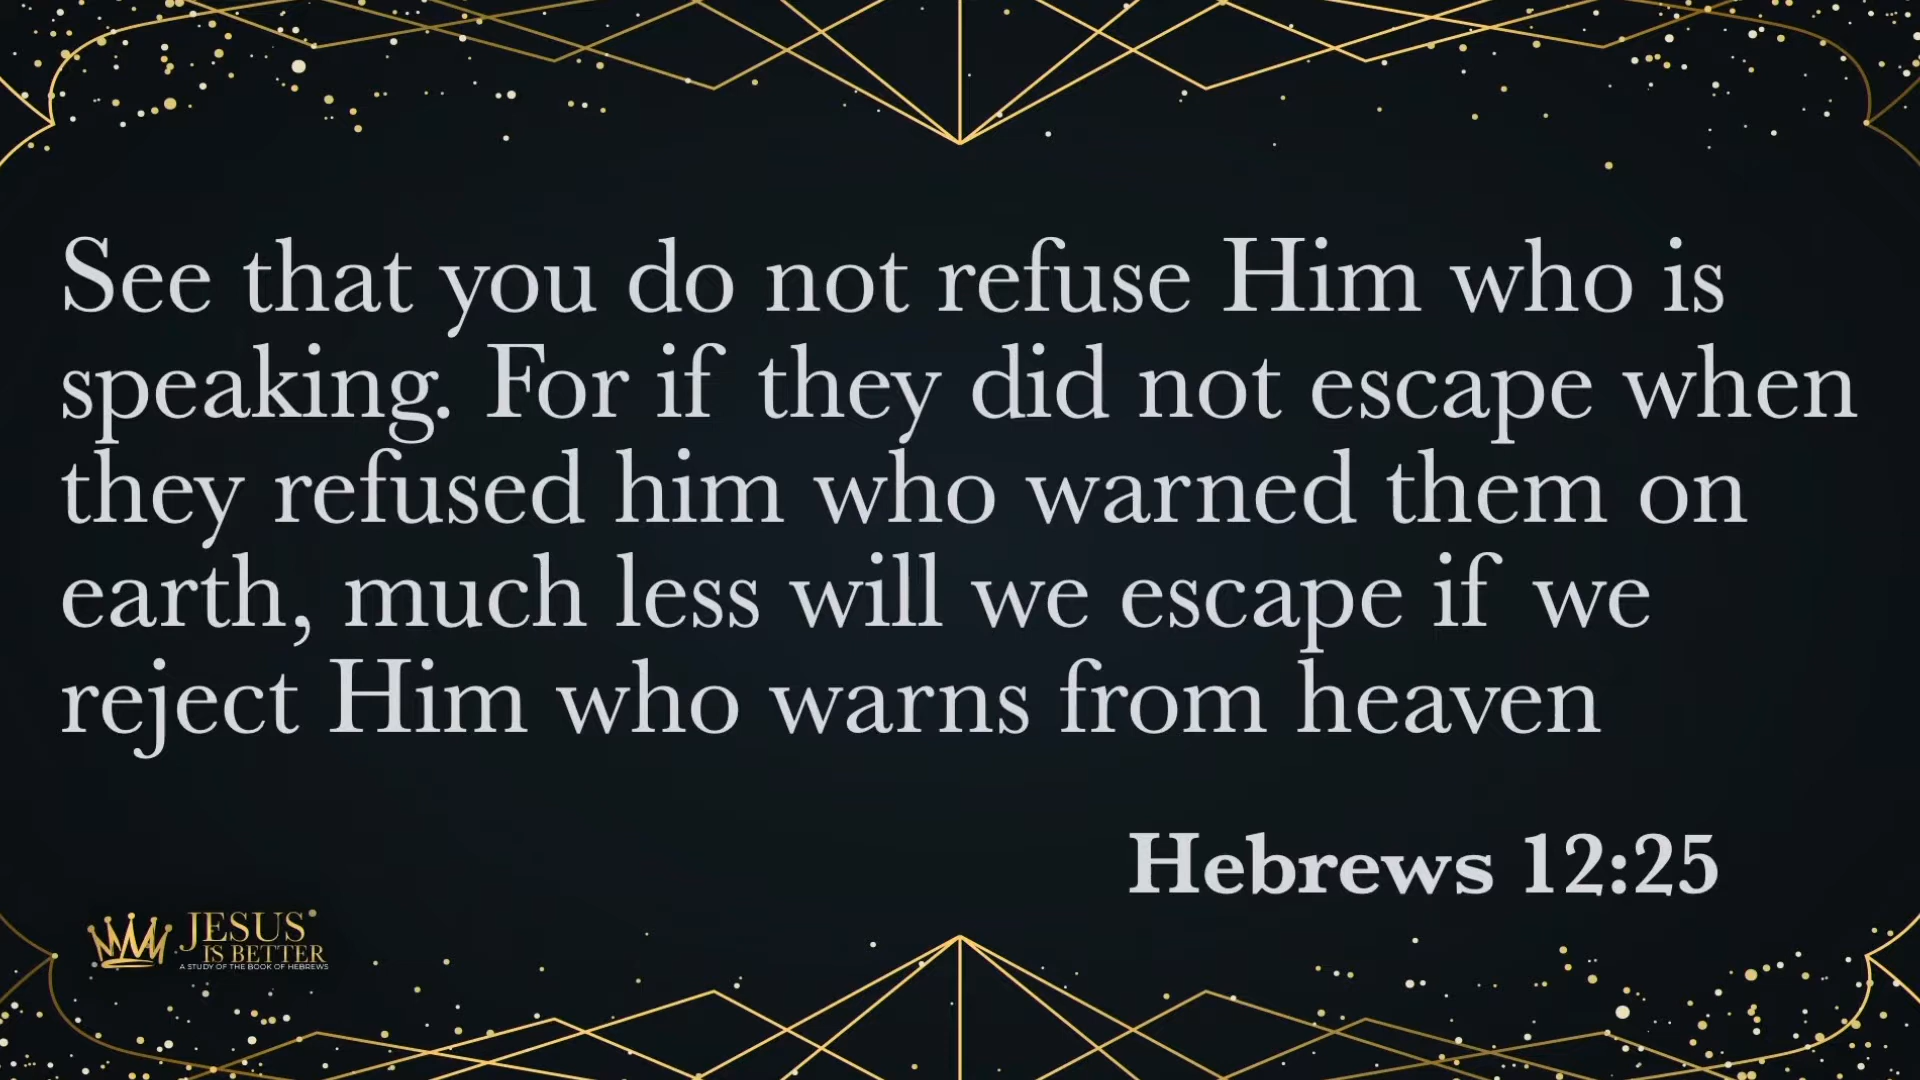 See that you do not refuse Him who is
speaking. For if they did not escape when
they refused him who warned them on
earth, much less will we escape if we
reject Him who warns from heaven
Hebrews 12:25
JESUS
IS BETTER
A STUDY OF THE BOOK OF HEBREWS